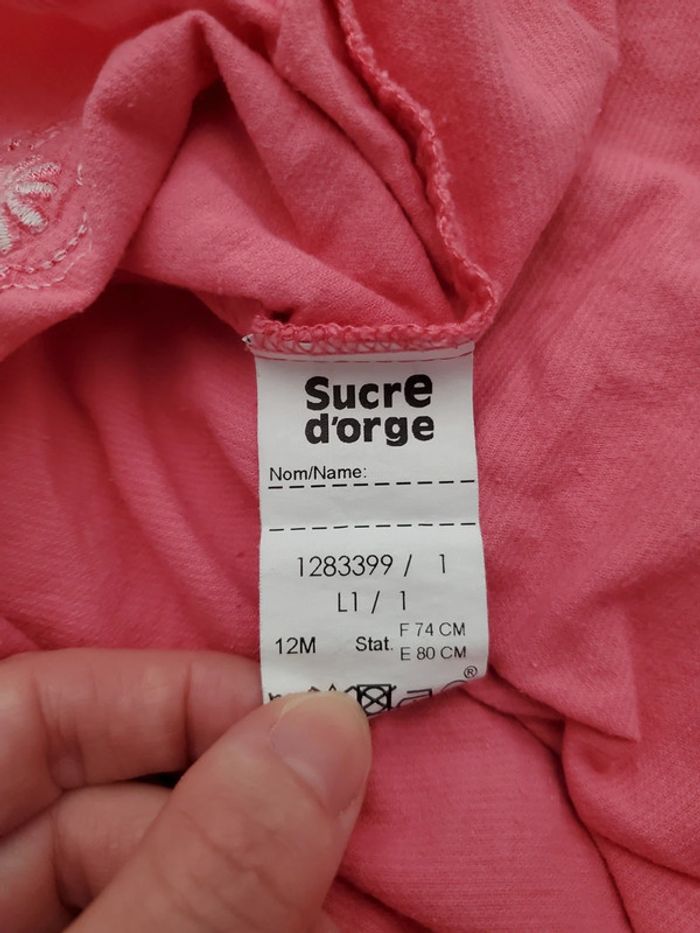 Sucre
d'orge
Nom/Name:
1283399 / 1
L1 / 1
12M Stat. F 74 CM
E 80 CM
®